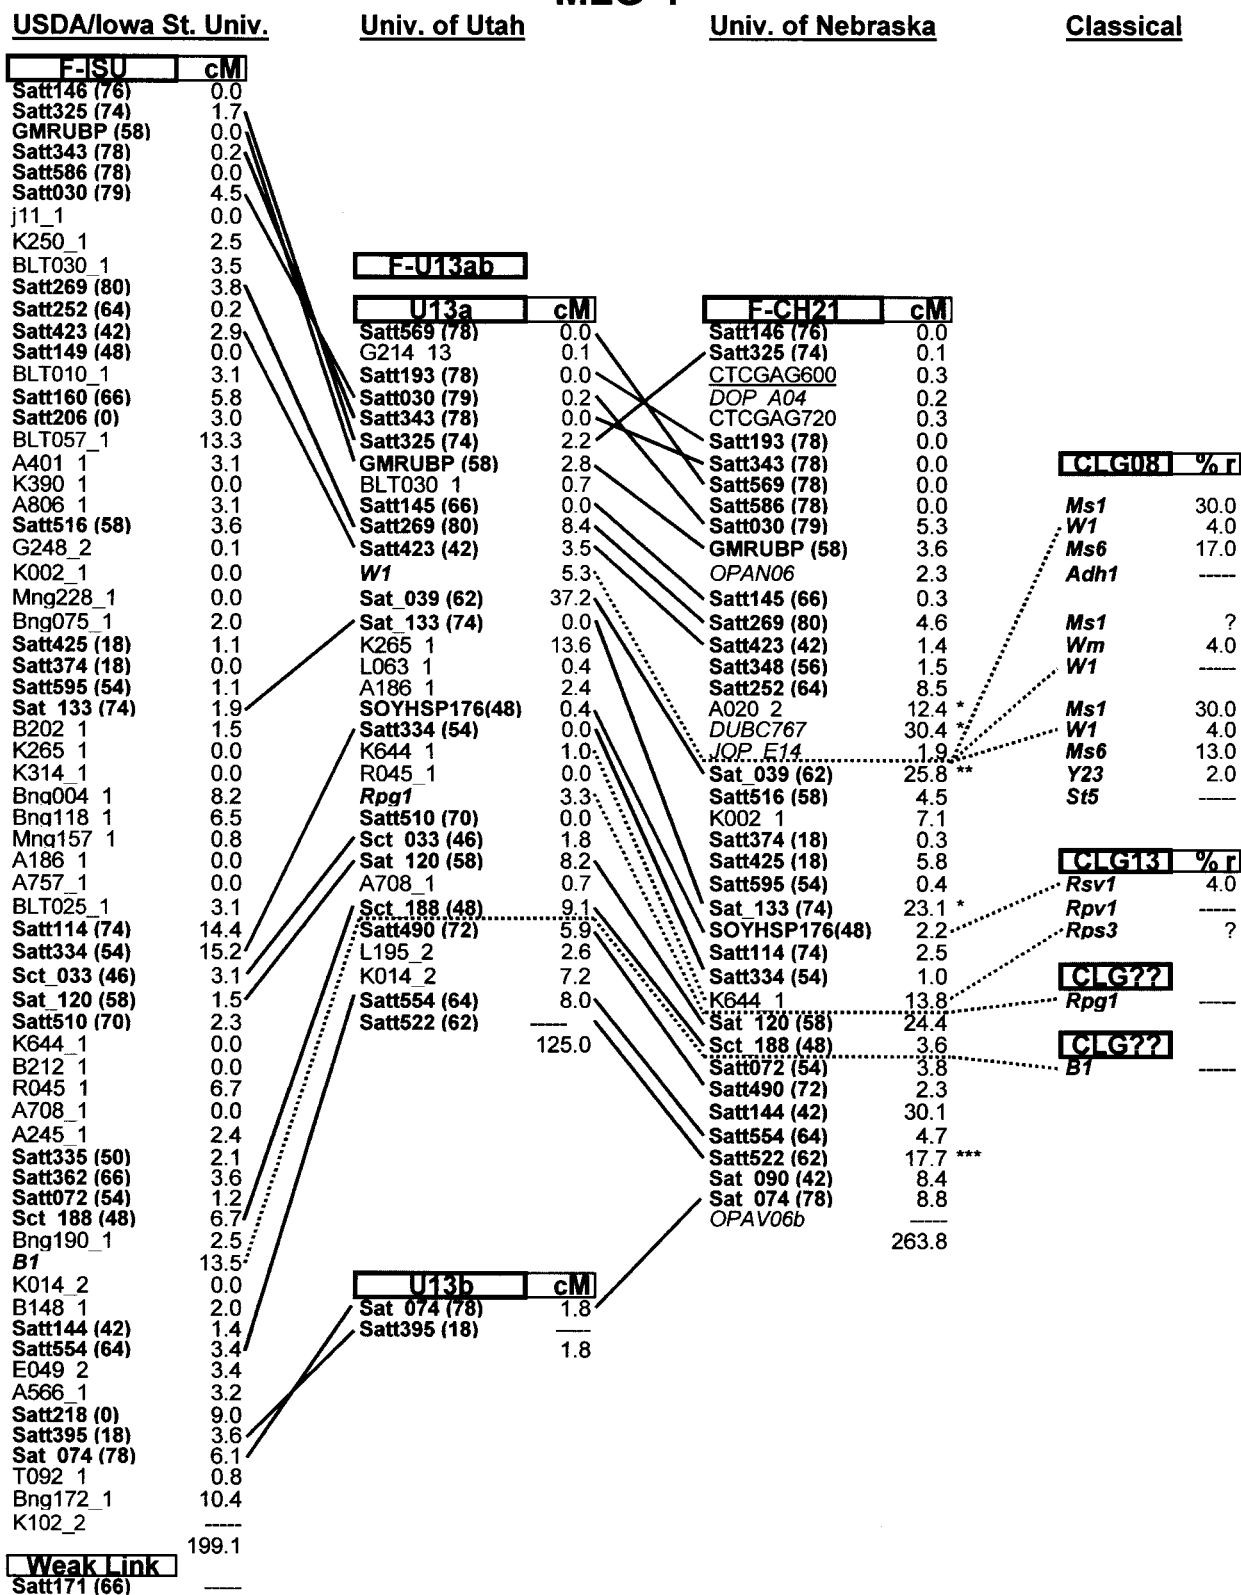 MLG-F
USDA/Iowa St. Univ.
Univ. of Utah
Univ. of Nebraska
Classical
F-ISU cM
Satt146 (76) 0.0
Satt325 (74) 1.7
GMRUBP (58) 0.0
Satt343 (78) 0.2
Satt586 (78) 0.0
Satt030 (79) 4.5
j11_1 0.0
K250_1 2.5
BLT030_1 3.5
Satt269 (80) 3.8
Satt252 (64) 0.2
Satt423 (42) 2.9
Satt149 (48) 0.0
BLT010_1 3.1
Satt160 (66) 5.8
Satt206 (0) 3.0
BLT057_1 13.3
A401_1 3.1
K390_1 0.0
A806_1 3.1
Satt516 (58) 3.6
G248_2 0.1
K002_1 0.0
Mng228_1 0.0
Bng075_1 2.0
Satt425 (18) 1.1
Satt374 (18) 0.0
Satt595 (54) 1.1
Sat_133 (74) 1.9
B202_1 1.5
K265_1 0.0
K314_1 0.0
Bng004_1 8.2
Bng118_1 6.5
Mng157_1 0.8
A186_1 0.0
A757_1 0.0
BLT025_1 3.1
Satt114 (74) 14.4
Satt334 (54) 15.2
Sct_033 (46) 3.1
Sat_120 (58) 1.5
Satt510 (70) 2.3
K644_1 0.0
B212_1 0.0
R045_1 6.7
A708_1 0.0
A245_1 2.4
Satt335 (50) 2.1
Satt362 (66) 3.6
Satt072 (54) 1.2
Sct_188 (48) 6.7
Bng190_1 2.5
B1 13.5
K014_2 0.0
B148_1 2.0
Satt144 (42) 1.4
Satt554 (64) 3.4
E049_2 3.4
A566_1 3.2
Satt218 (0) 9.0
Satt395 (18) 3.6
Sat_074 (78) 6.1
T092_1 0.8
Bng172_1 10.4
K102_2 -----
199.1
Weak Link
Satt171 (66) -----
F-U13ab
U13a cM
Satt569 (78) 0.0
G214_13 0.1
Satt193 (78) 0.0
Satt030 (79) 0.2
Satt343 (78) 0.0
Satt325 (74) 2.2
GMRUBP (58) 2.8
BLT030_1 0.7
Satt145 (66) 0.0
Satt269 (80) 8.4
Satt423 (42) 3.5
W1 5.3
Sat_039 (62) 37.2
Sat_133 (74) 0.0
K265_1 13.6
L063_1 0.4
A186_1 2.4
SOYHSP176(48) 0.4
Satt334 (54) 0.0
K644_1 1.0
R045_1 0.0
Rpg1 3.3
Satt510 (70) 0.0
Sct_033 (46) 1.8
Sat_120 (58) 8.2
A708_1 0.7
Sct_188 (48) 9.1
Satt490 (72) 5.9
L195_2 2.6
K014_2 7.2
Satt554 (64) 8.0
Satt522 (62) -----
125.0
U13b cM
Sat_074 (78) 1.8
Satt395 (18) -----
1.8
F-CH21 cM
Satt146 (76) 0.0
Satt325 (74) 0.1
CTCGAG600 0.3
DOP_A04 0.2
CTCGAG720 0.3
Satt193 (78) 0.0
Satt343 (78) 0.0
Satt569 (78) 0.0
Satt586 (78) 0.0
Satt030 (79) 5.3
GMRUBP (58) 3.6
OPAN06 2.3
Satt145 (66) 0.3
Satt269 (80) 4.6
Satt423 (42) 1.4
Satt348 (56) 1.5
Satt252 (64) 8.5
A020_2 12.4 *
DUBC767 30.4 *
JOP_E14 1.9
Sat_039 (62) 25.8 **
Satt516 (58) 4.5
K002_1 7.1
Satt374 (18) 0.3
Satt425 (18) 5.8
Satt595 (54) 0.4
Sat_133 (74) 23.1 *
SOYHSP176(48) 2.2
Satt114 (74) 2.5
Satt334 (54) 1.0
K644_1 13.8
Sat_120 (58) 24.4
Sct_188 (48) 3.6
Satt072 (54) 3.8
Satt490 (72) 2.3
Satt144 (42) 30.1
Satt554 (64) 4.7
Satt522 (62) 17.7 ***
Sat_090 (42) 8.4
Sat_074 (78) 8.8
OPAV06b -----
263.8
CLG08 % r
Ms1 30.0
W1 4.0
Ms6 17.0
Adh1 -----
Ms1 ?
Wm 4.0
W1 -----
Ms1 30.0
W1 4.0
Ms6 13.0
Y23 2.0
St5 -----
CLG13 % r
Rsv1 4.0
Rpv1 -----
Rps3 ?
CLG??
Rpg1 -----
CLG??
B1 -----